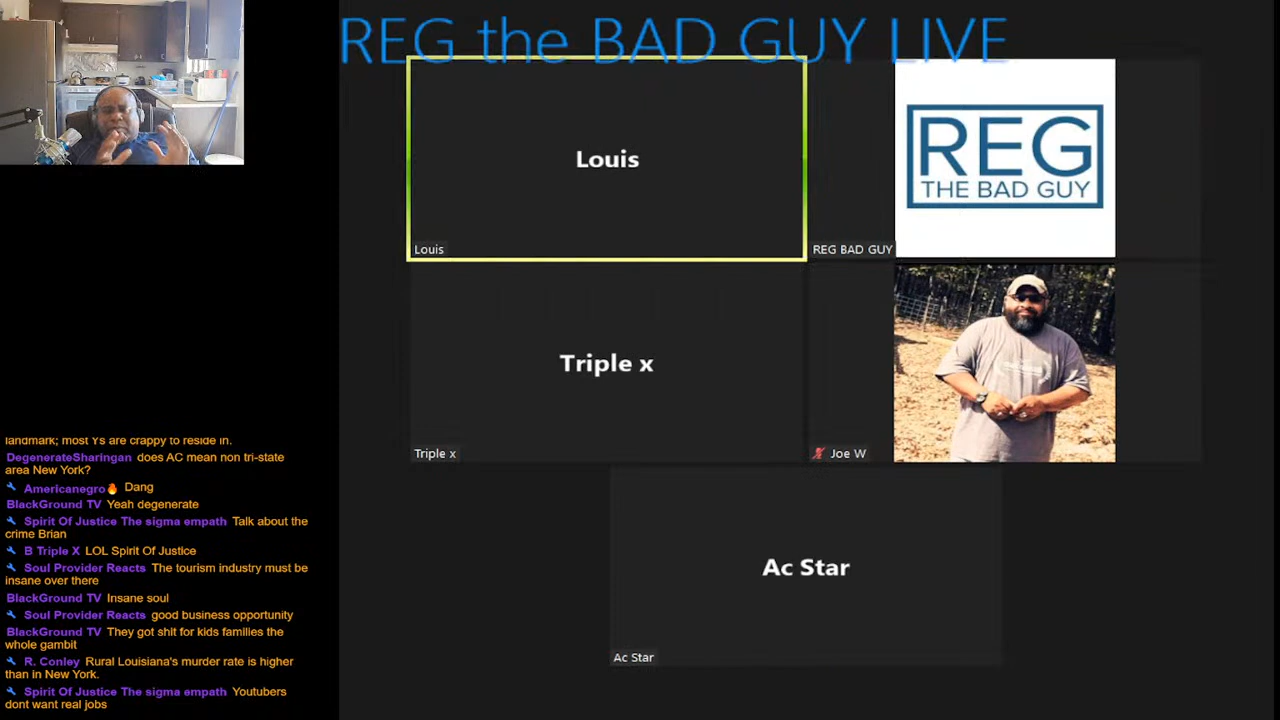 REG the BAD GUY LIVE
Louis
Louis
REG
THE BAD GUY
REG BAD GUY
Triple x
Triple x
Joe W
Ac Star
Ac Star
landmark; most Ys are crappy to reside in.
DegenerateSharingan does AC mean non tri-state
area New York?
Americanegro🔥 Dang
BlackGround TV Yeah degenerate
Spirit Of Justice The sigma empath Talk about the
crime Brian
B Triple X LOL Spirit Of Justice
Soul Provider Reacts The tourism industry must be
insane over there
BlackGround TV Insane soul
Soul Provider Reacts good business opportunity
BlackGround TV They got shit for kids families the
whole gambit
R. Conley Rural Louisiana's murder rate is higher
than in New York.
Spirit Of Justice The sigma empath Youtubers
dont want real jobs